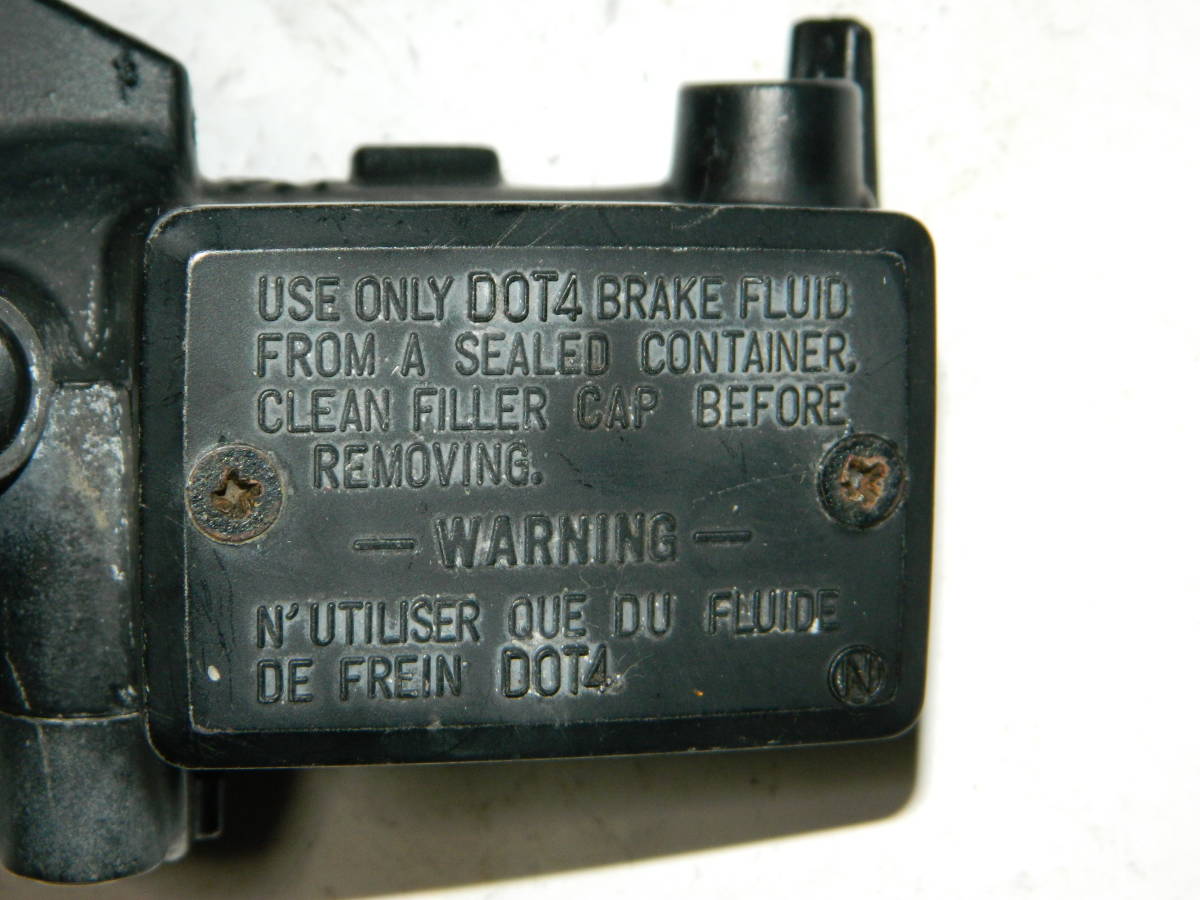 USE ONLY DOT4 BRAKE FLUID
FROM A SEALED CONTAINER.
CLEAN FILLER CAP BEFORE
REMOVING.
— WARNING —
N'UTILISER QUE DU FLUIDE
DE FREIN DOT4.
N